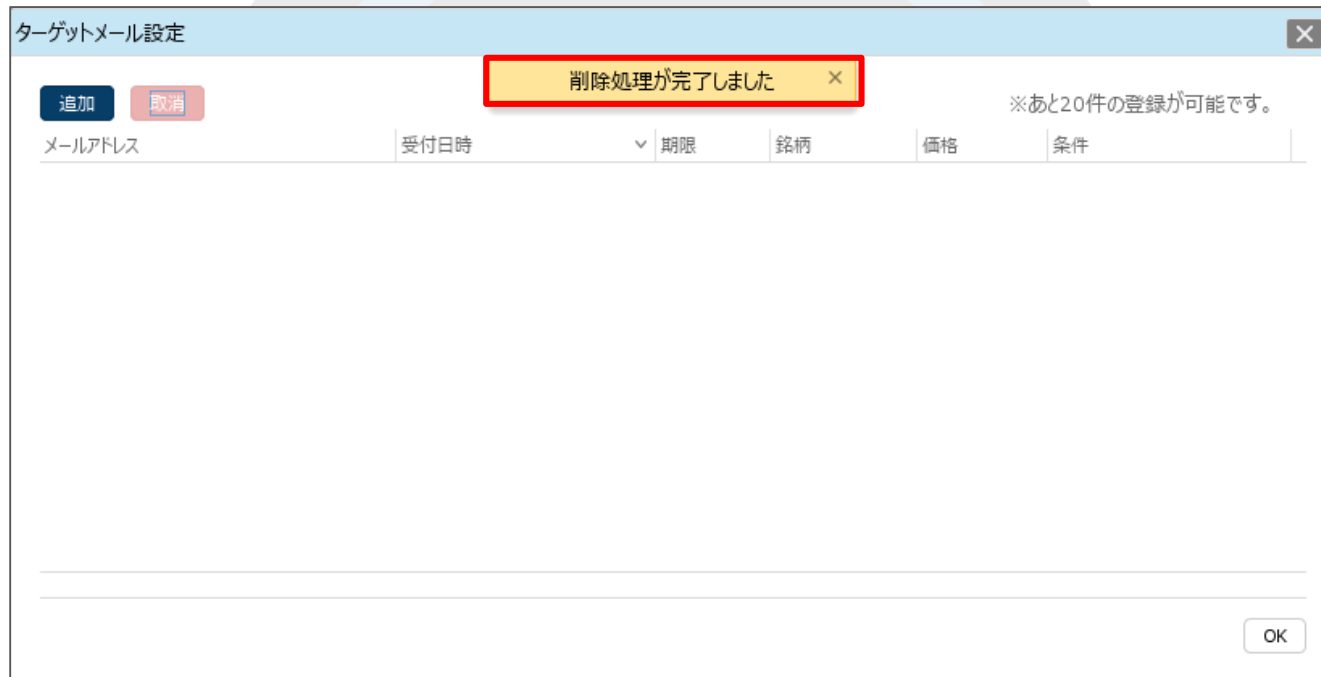 ターゲットメール設定
削除処理が完了しました ×
追加 取消 ※あと20件の登録が可能です。
メールアドレス 受付日時 期限 銘柄 価格 条件
OK